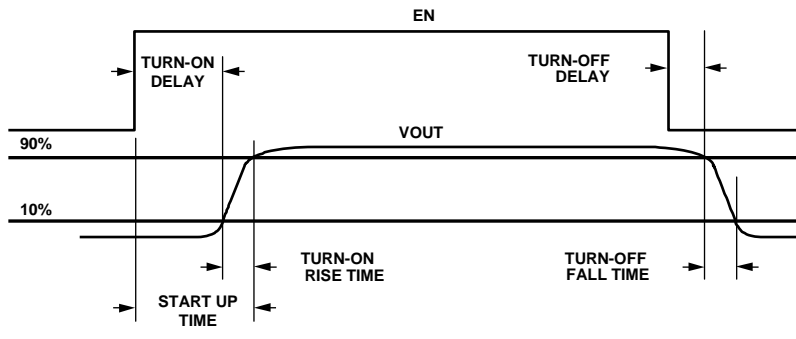 EN
TURN-ON
DELAY
TURN-OFF
DELAY
90%
VOUT
10%
TURN-ON
RISE TIME
TURN-OFF
FALL TIME
START UP
TIME